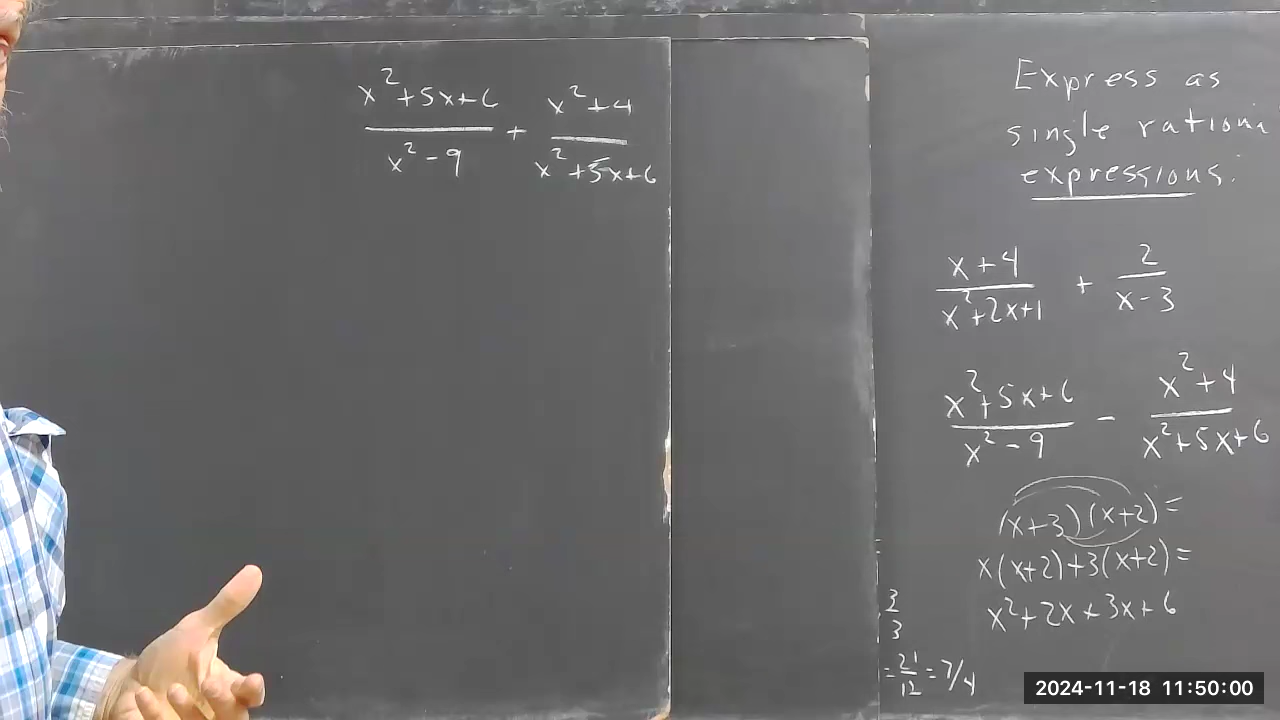 x²+5x+6 / x²-9 + x²+4 / x²+5x+6
Express as
single
expressions:
x+4 / x²+2x+1 + 2 / x-3
x²+5x+6 / x²-9 - x²+4 / x²+5x+6
(x+3)(x+2)=
x(x+2)+3(x+2)=
x²+2x+3x+6
3
=21/12=7/4
2024-11-18 11:50:00